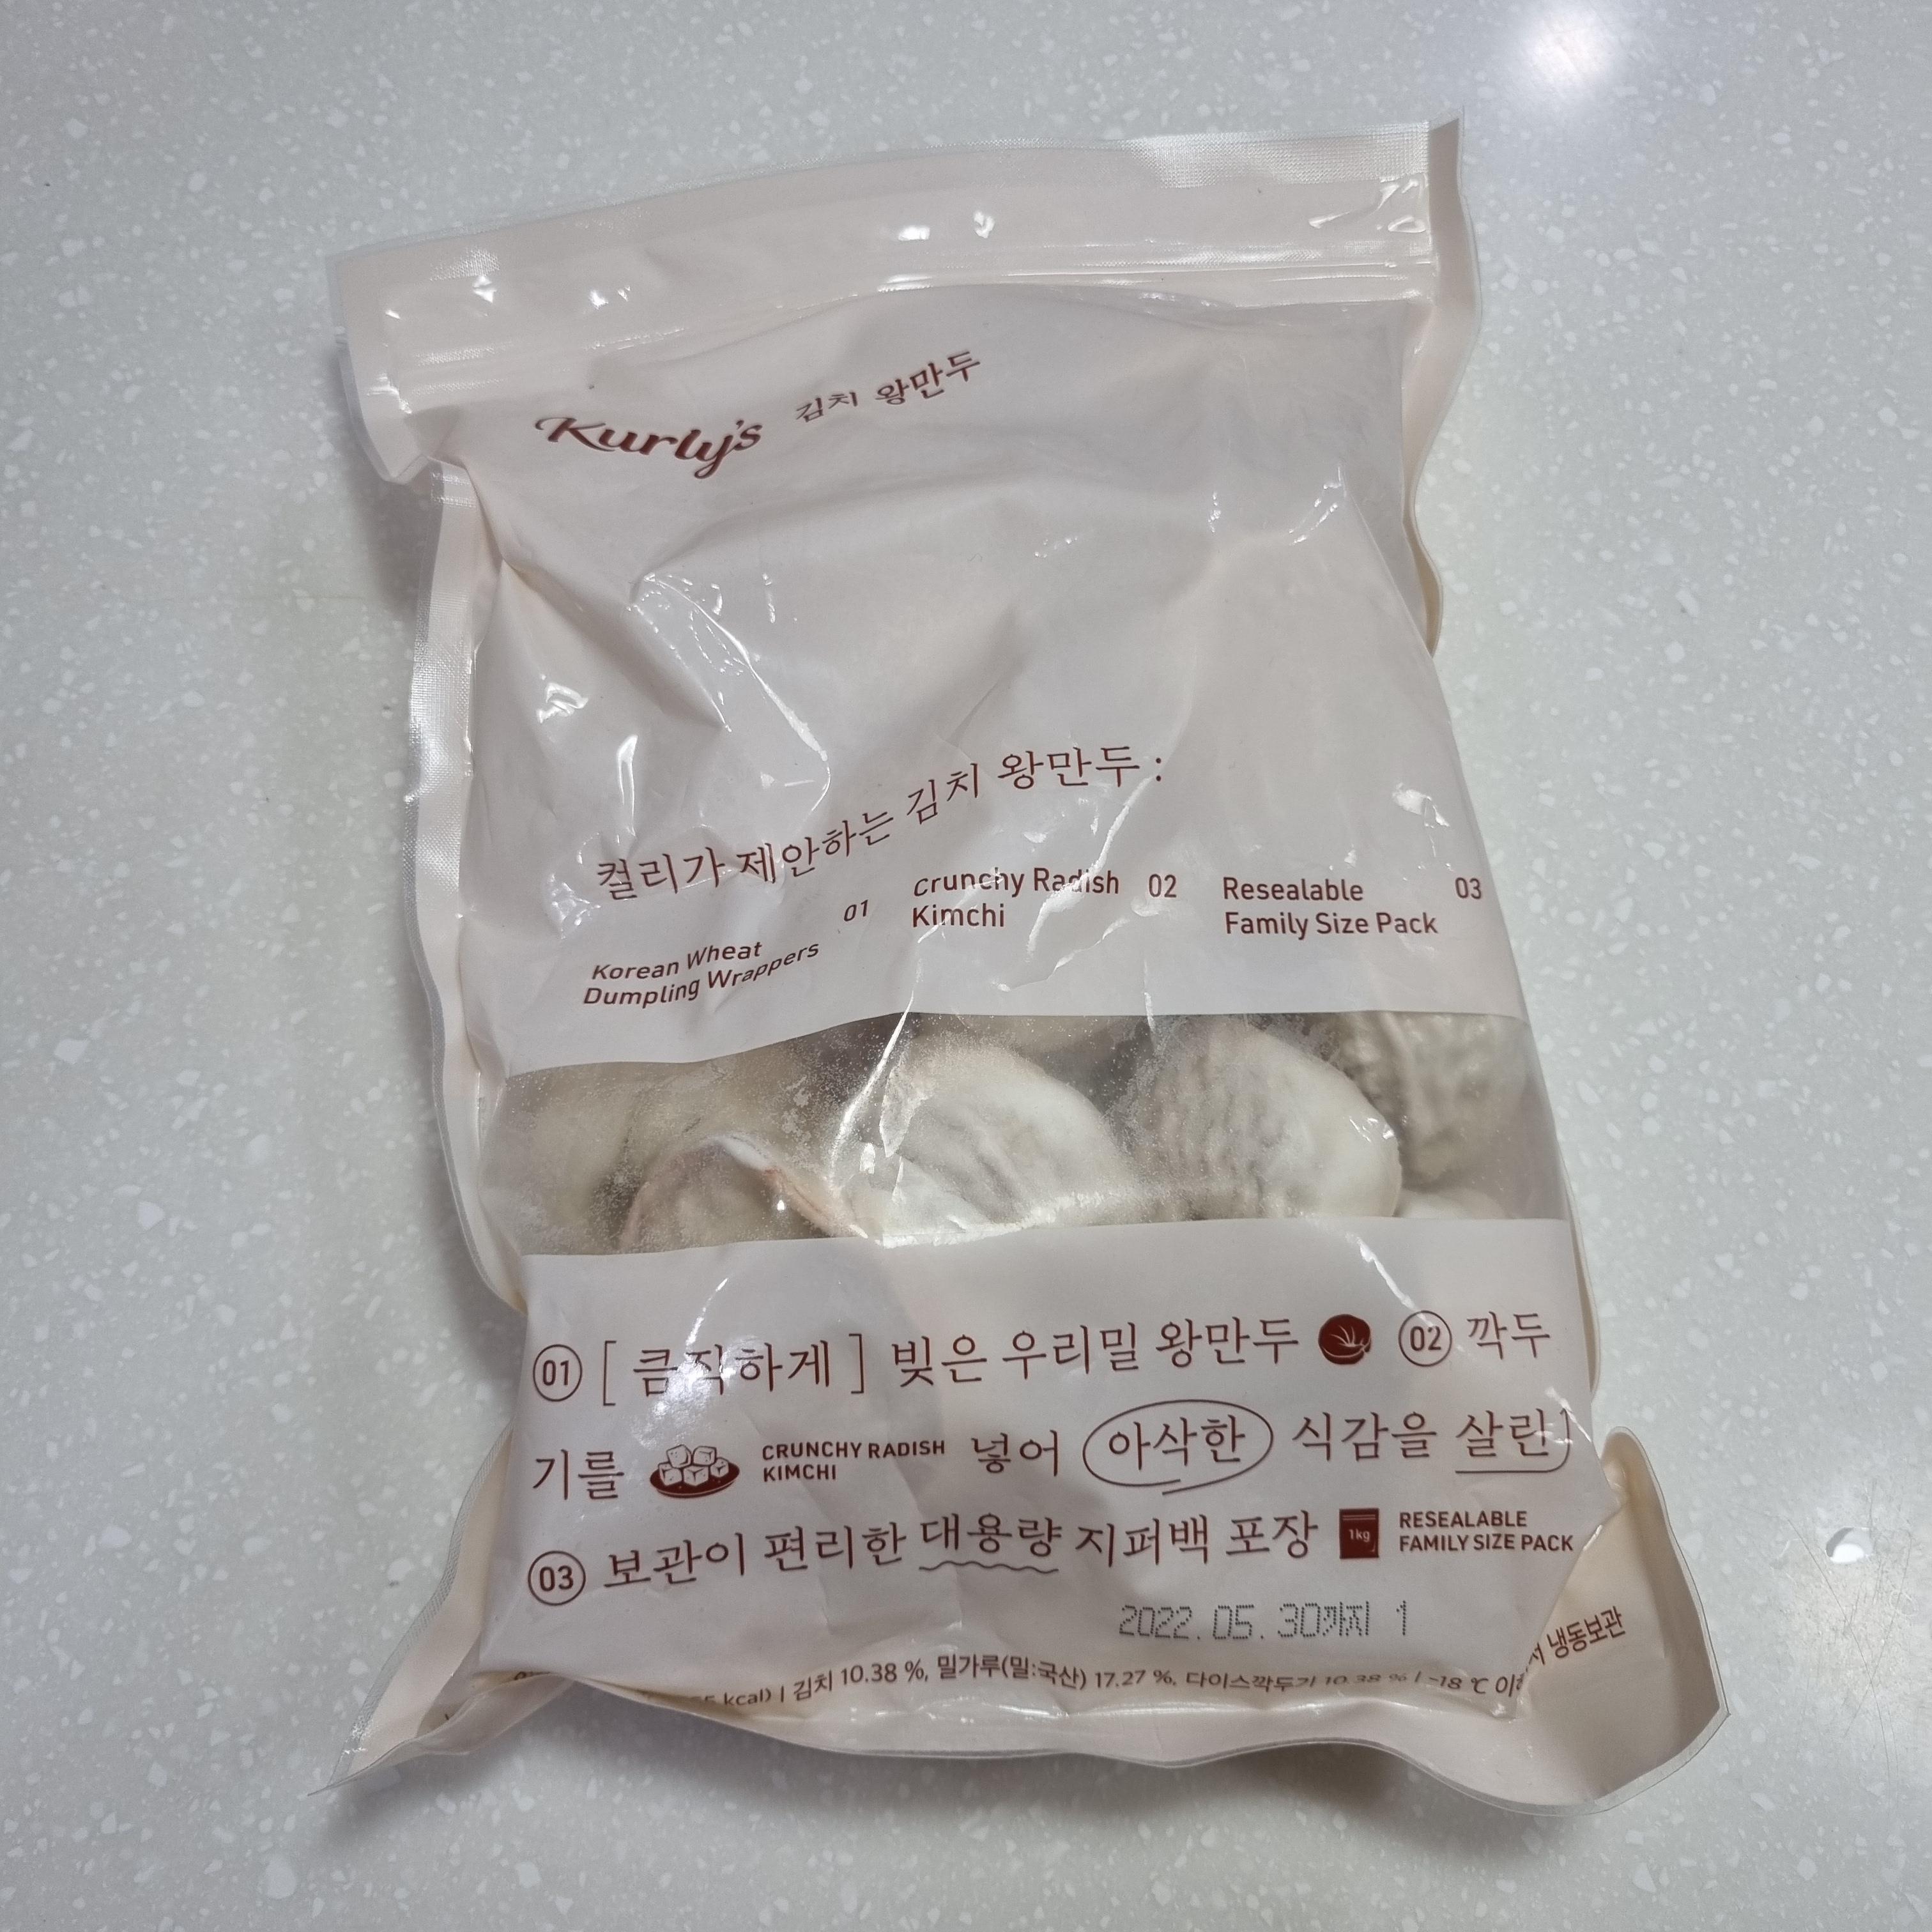 Kurly's 김치 왕만두
컬리가 제안하는 김치 왕만두 :
Korean Wheat
Dumpling Wrappers
01
Crunchy Radish
Kimchi
02
Resealable
Family Size Pack
03
01 [ 큼직하게 ] 빚은 우리밀 왕만두 02 깍두
기를 CRUNCHY RADISH KIMCHI 넣어 아삭한 식감을 살린
03 보관이 편리한 대용량 지퍼백 포장 1kg RESEALABLE FAMILY SIZE PACK
2022.05.30까지 1
kcal) | 김치 10.38 %, 밀가루(밀:국산) 17.27 %, 다이스깍두기 10.38 % | -18 ℃ 냉동보관